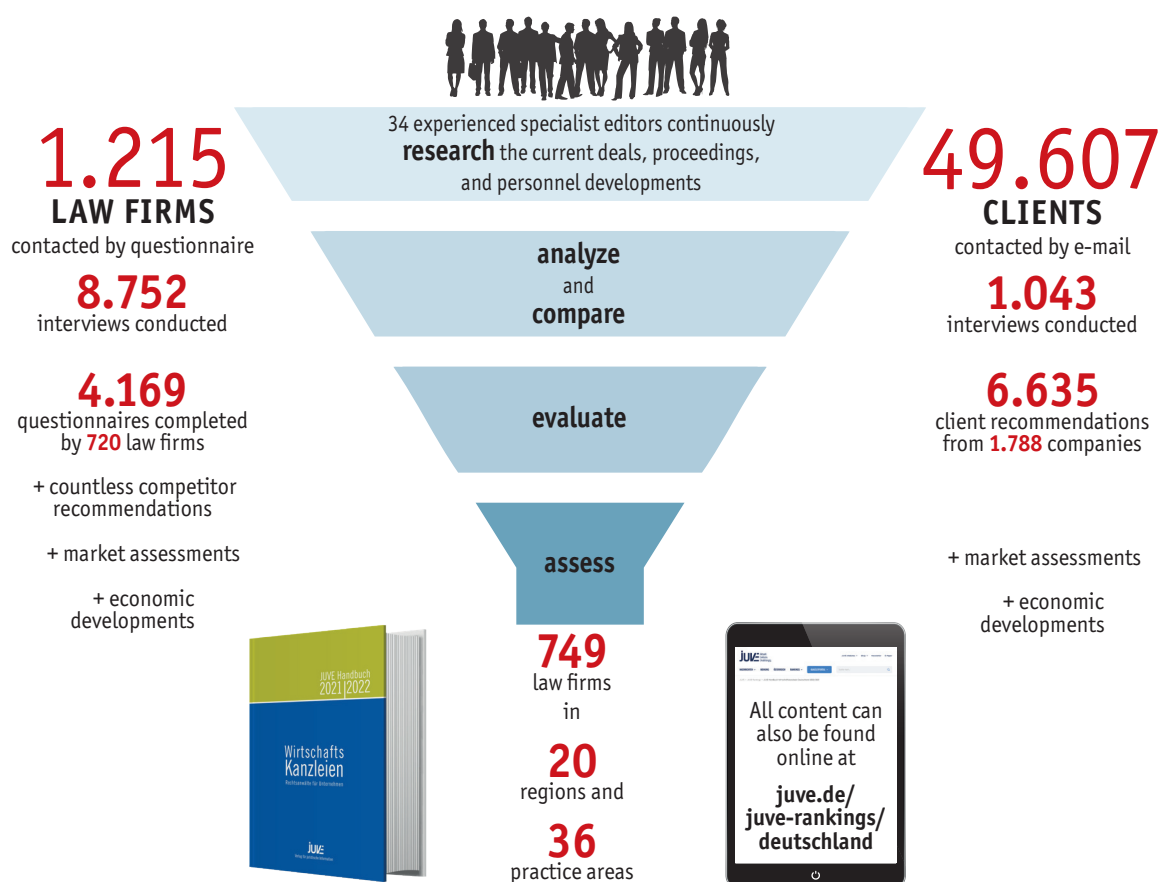 34 experienced specialist editors continuously
research the current deals, proceedings,
and personnel developments
1.215
LAW FIRMS
contacted by questionnaire
8.752
interviews conducted
4.169
questionnaires completed
by 720 law firms
+ countless competitor
recommendations
+ market assessments
+ economic
developments
analyze
and
compare
evaluate
assess
49.607
CLIENTS
contacted by e-mail
1.043
interviews conducted
6.635
client recommendations
from 1.788 companies
+ market assessments
+ economic
developments
JUVE Handbuch
2021|2022
Wirtschafts
Kanzleien
Rechtsanwälte für Unternehmen
JUVE
749
law firms
in
20
regions and
36
practice areas
JUVE
All content can
also be found
online at
juve.de/
juve-rankings/
deutschland